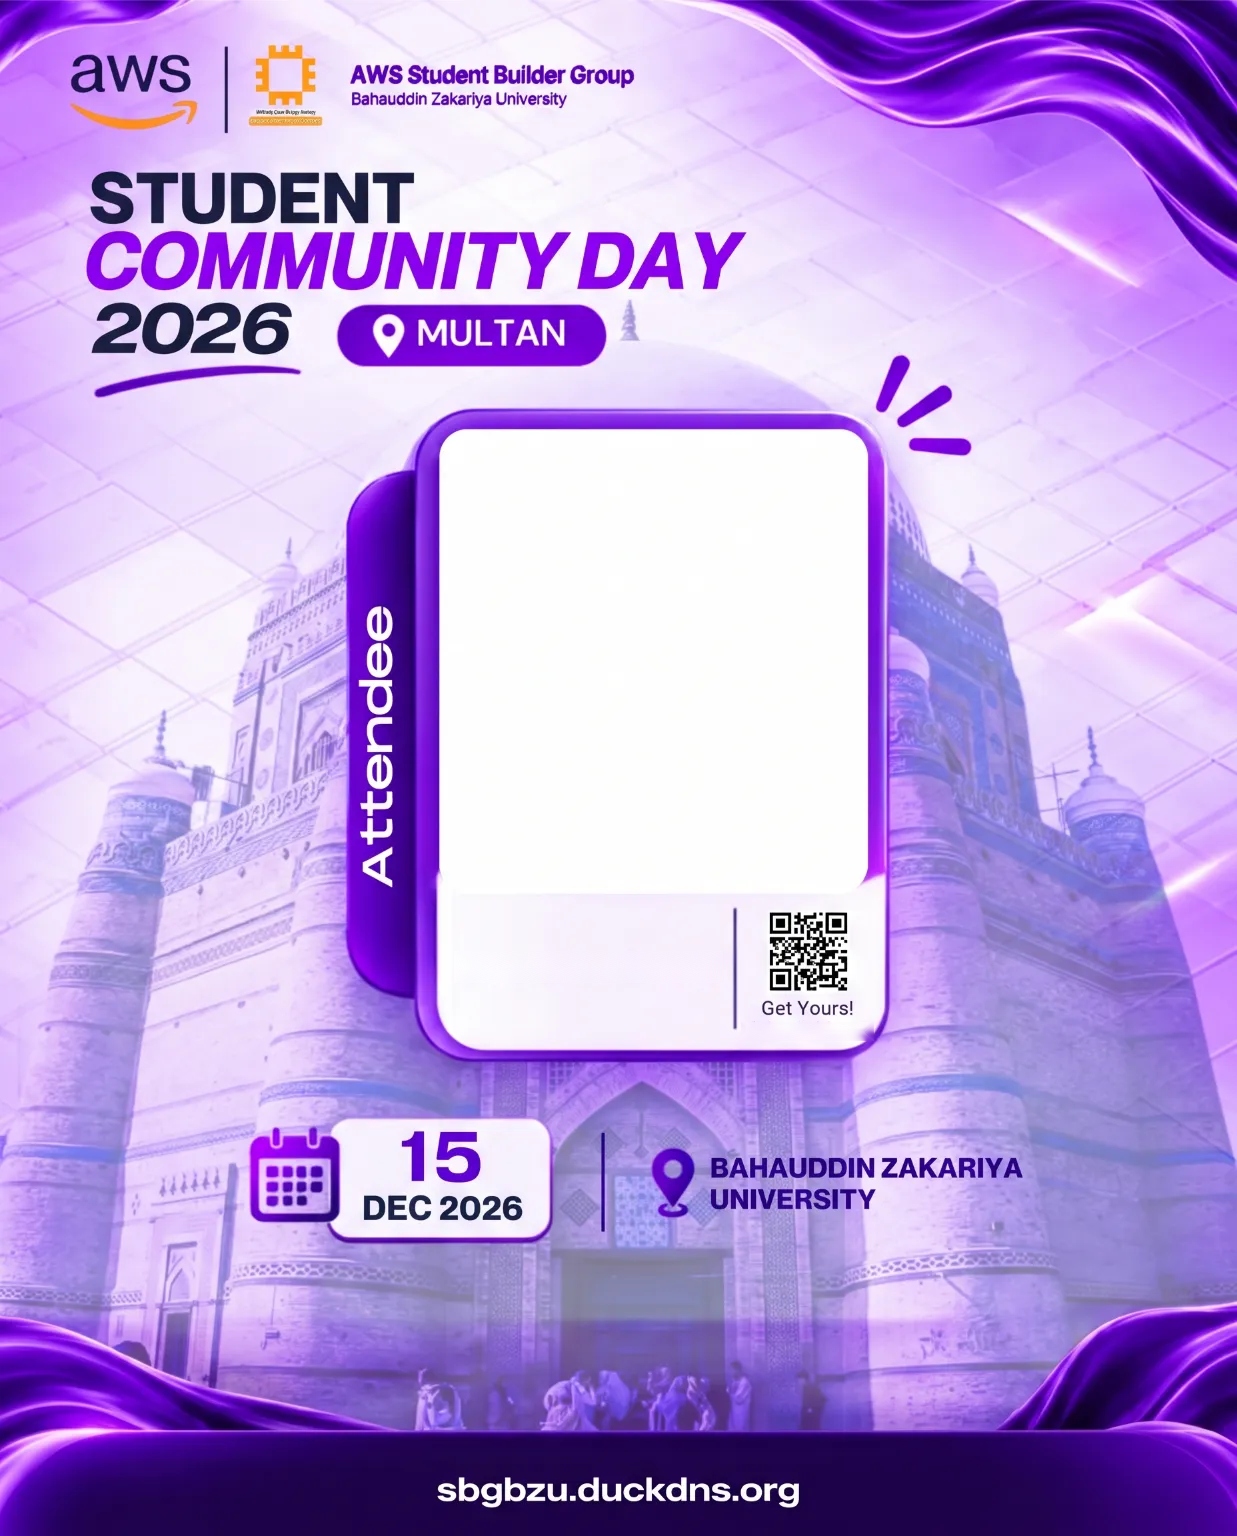 aws
AWS Student Builder Group
Bahauddin Zakariya University
STUDENT
COMMUNITY DAY
2026
MULTAN
Attendee
Get Yours!
15
DEC 2026
BAHAUDDIN ZAKARIYA
UNIVERSITY
sbgbzu.duckdns.org